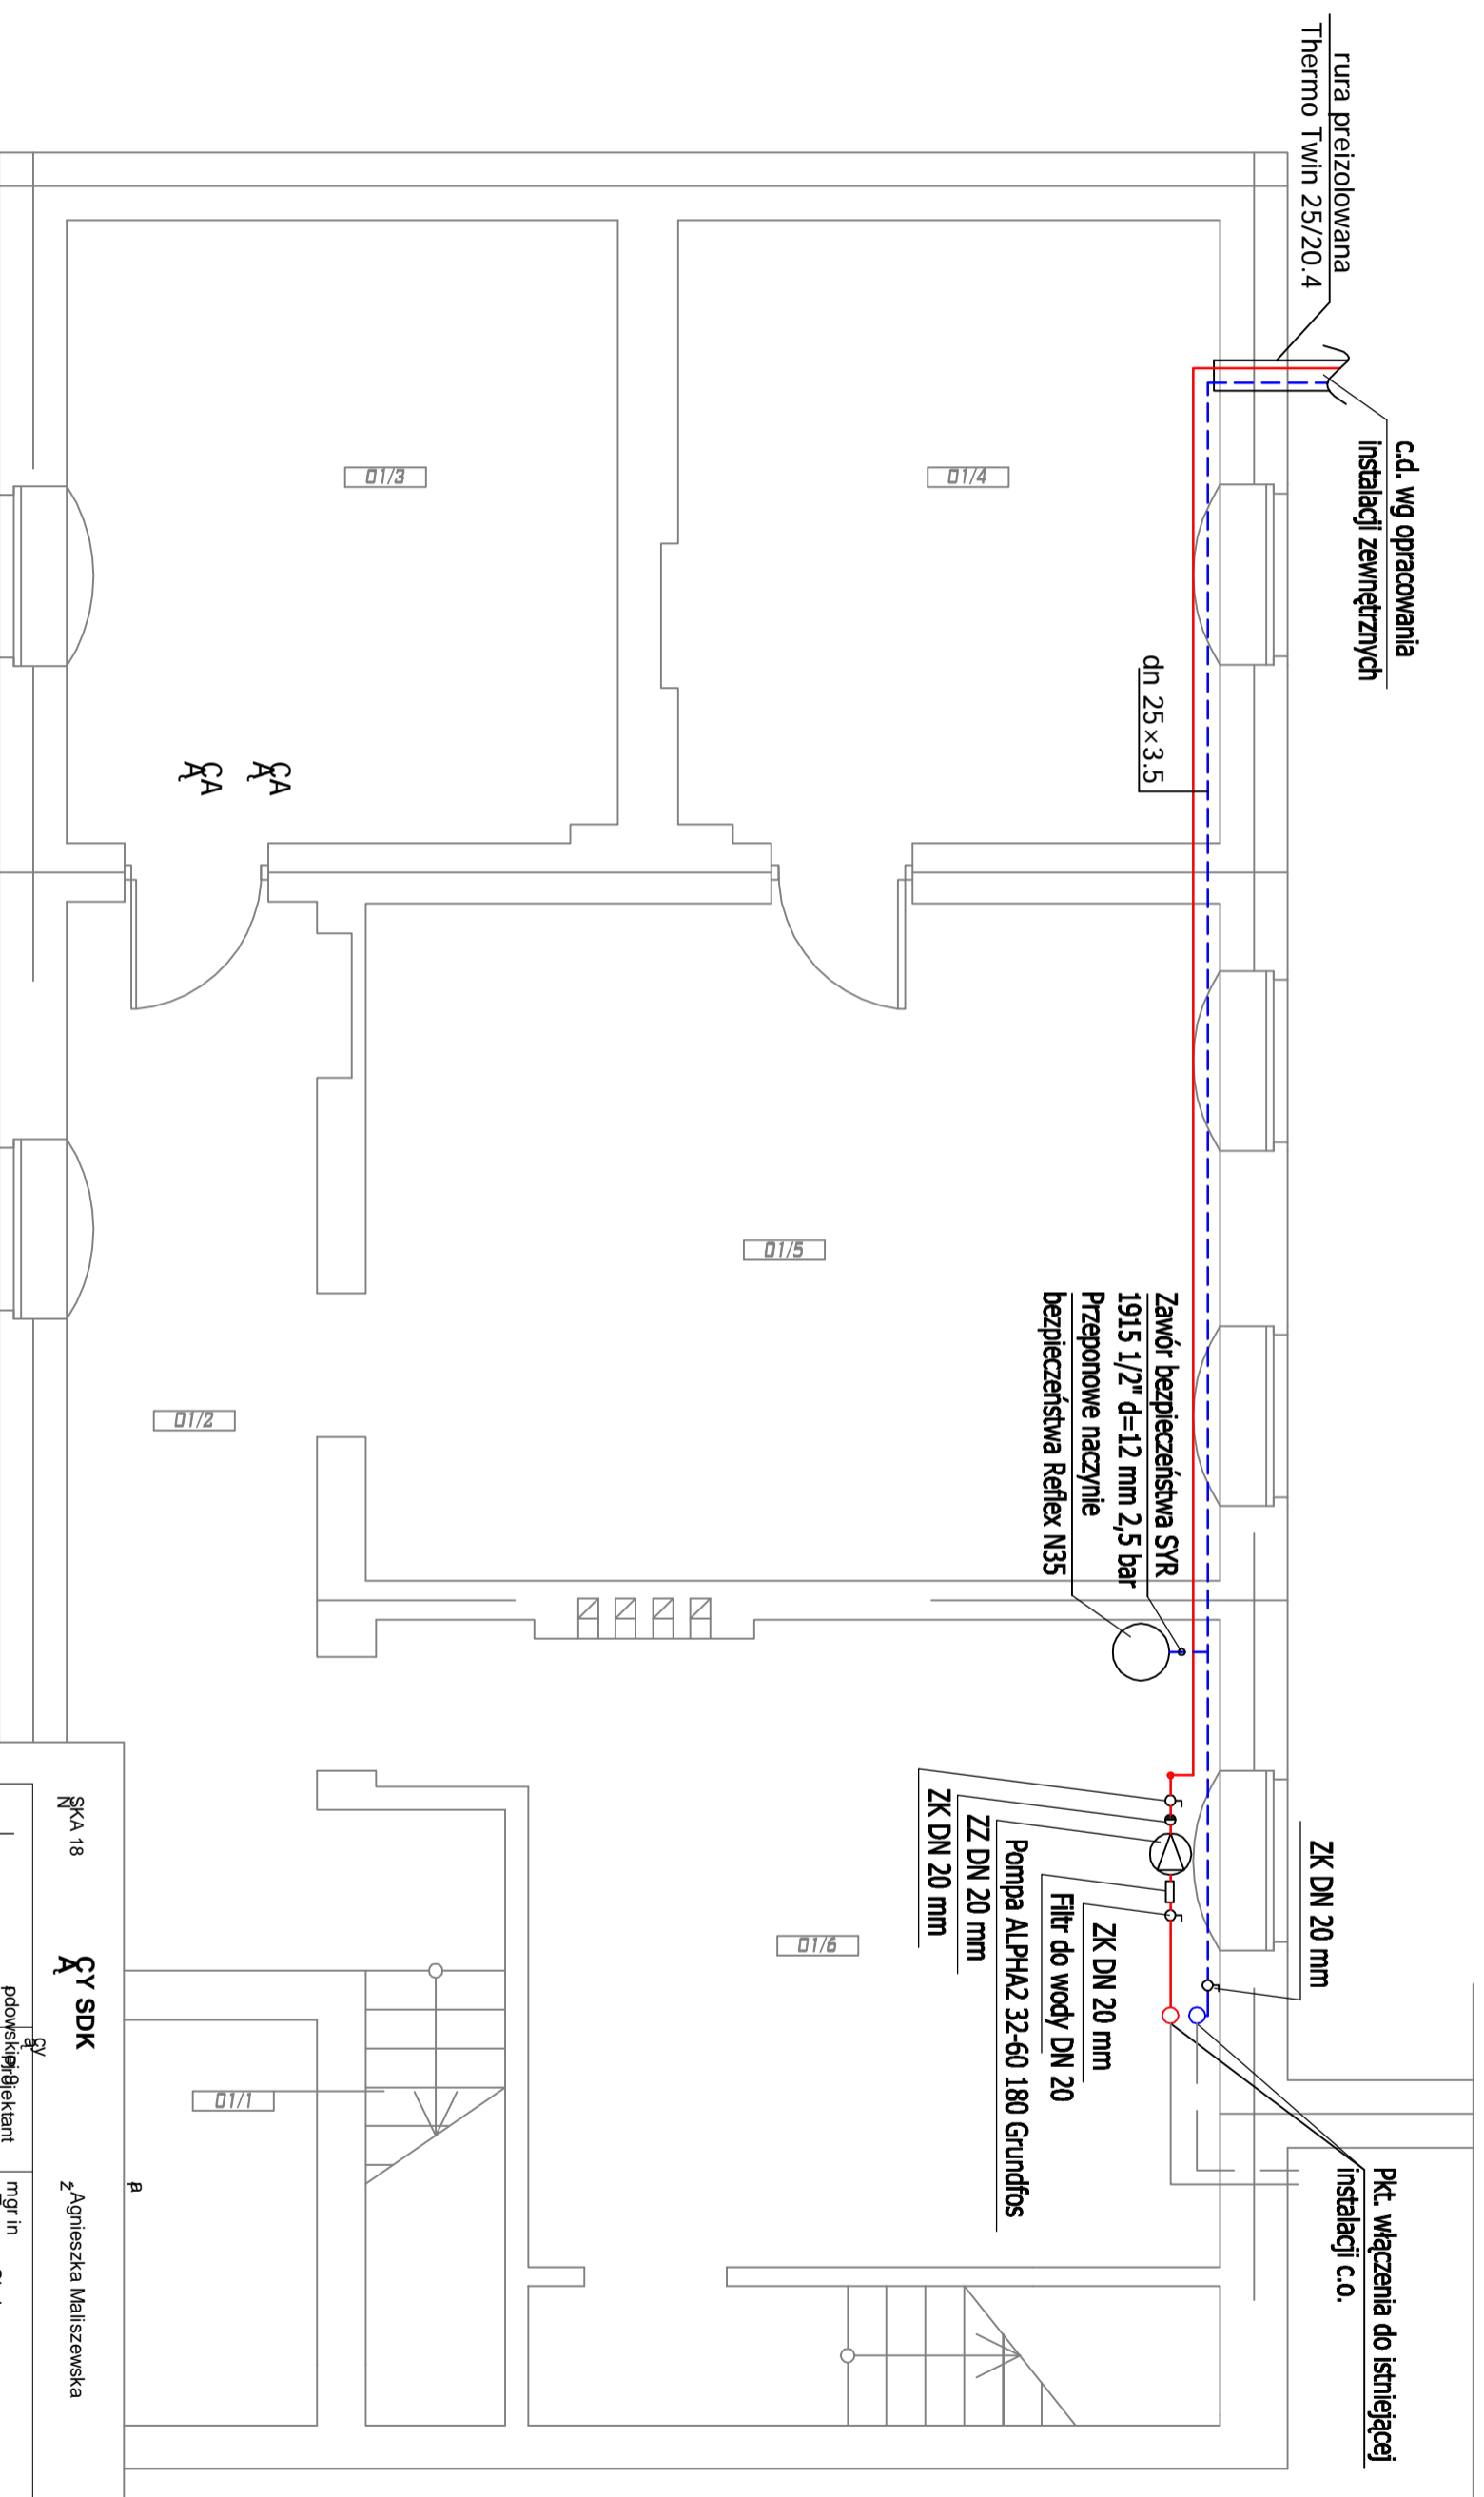 rura preizolowana
Thermo Twin 25/20.4
c.d. wg opracowania
instalacji zewnętrznych
dn 25×3.5
01/3
01/4
01/5
01/2
Zawór bezpieczeństwa SYR
1915 1/2" d=12 mm 2,5 bar
Przeponowe naczynie
bezpieczeństwa Reflex N35
ZK DN 20 mm
ZK DN 20 mm
Filtr do wody DN 20
Pompa ALPHA2 32-60 180 Grundfos
ZZ DN 20 mm
ZK DN 20 mm
01/6
01/1
Pkt. włączenia do istniejącej
instalacji c.o.
SKA 18
CY SDK
Projektant
Agnieszka Maliszewska
mgr in